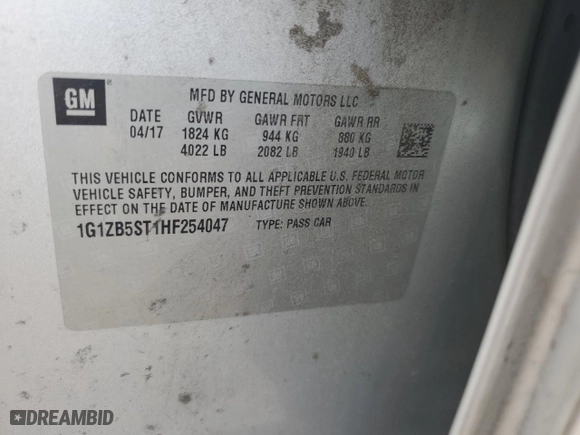 GM
MFD BY GENERAL MOTORS LLC
DATE GVWR GAWR FRT GAWR RR
04/17 1824 KG 944 KG 880 KG
4022 LB 2082 LB 1940 LB
THIS VEHICLE CONFORMS TO ALL APPLICABLE U.S. FEDERAL MOTOR
VEHICLE SAFETY, BUMPER, AND THEFT PREVENTION STANDARDS IN
EFFECT ON THE DATE OF MANUFACTURE SHOWN ABOVE.
1G1ZB5ST1HF254047 TYPE: PASS CAR
DREAMBID